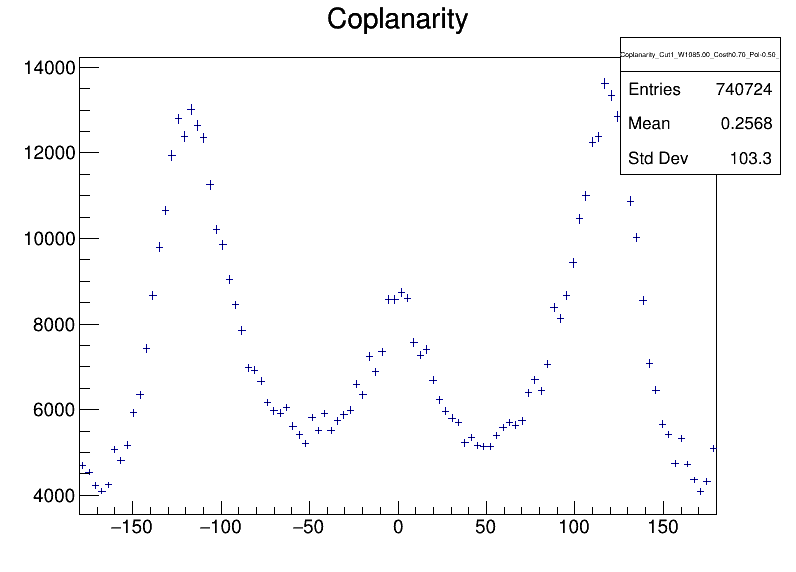 Coplanarity
Coplanarity_Cut1_W1085.00_Costh0.70_Pol-0.50_
Entries 740724
Mean 0.2568
Std Dev 103.3
14000
12000
10000
8000
6000
4000
−150 −100 −50 0 50 100 150